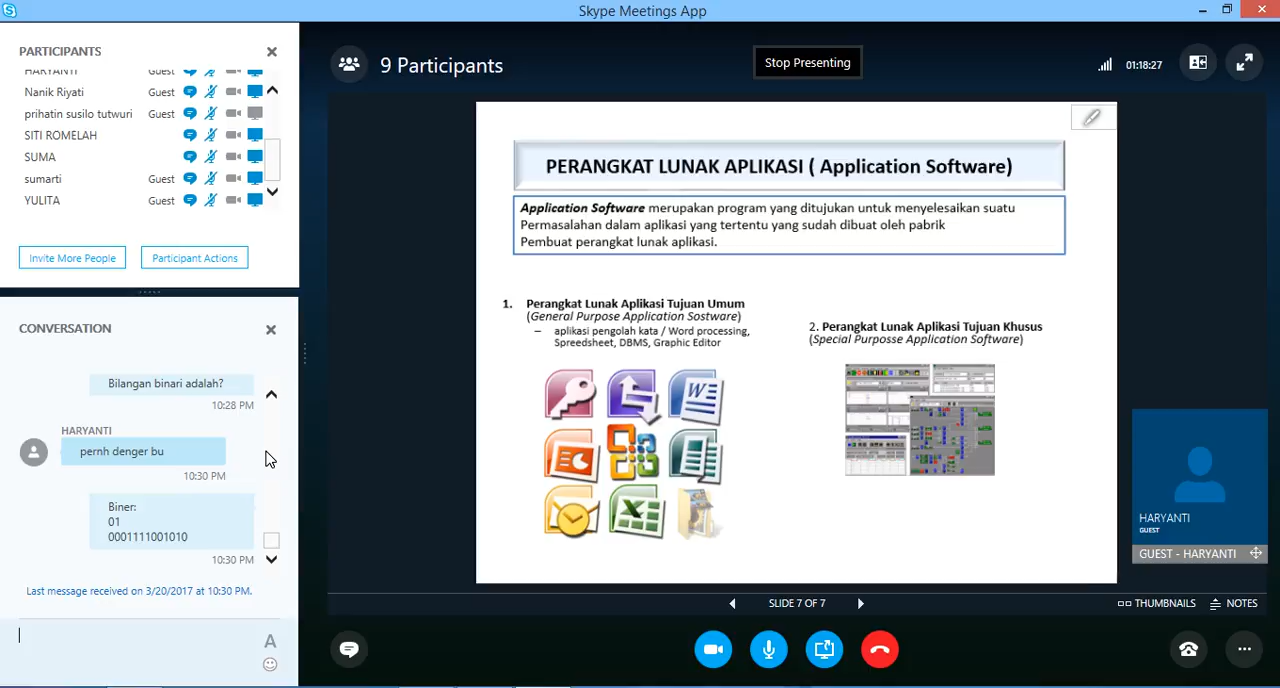 Skype Meetings App
PARTICIPANTS
HARYANTI Guest
Nanik Riyati Guest
prihatin susilo tutwuri Guest
SITI ROMELAH
SUMA
sumarti Guest
YULITA Guest
Invite More People Participant Actions
CONVERSATION
Bilangan binari adalah?
10:28 PM
HARYANTI
pernh denger bu
10:30 PM
Biner:
01
0001111001010
10:30 PM
Last message received on 3/20/2017 at 10:30 PM.
A
9 Participants
Stop Presenting
01:18:27
PERANGKAT LUNAK APLIKASI ( Application Software)
Application Software merupakan program yang ditujukan untuk menyelesaikan suatu
Permasalahan dalam aplikasi yang tertentu yang sudah dibuat oleh pabrik
Pembuat perangkat lunak aplikasi.
1. Perangkat Lunak Aplikasi Tujuan Umum
(General Purpose Application Sostware)
– aplikasi pengolah kata / Word processing,
Spreedsheet, DBMS, Graphic Editor
2. Perangkat Lunak Aplikasi Tujuan Khusus
(Special Purposse Application Software)
HARYANTI
GUEST
GUEST - HARYANTI
SLIDE 7 OF 7
THUMBNAILS
NOTES